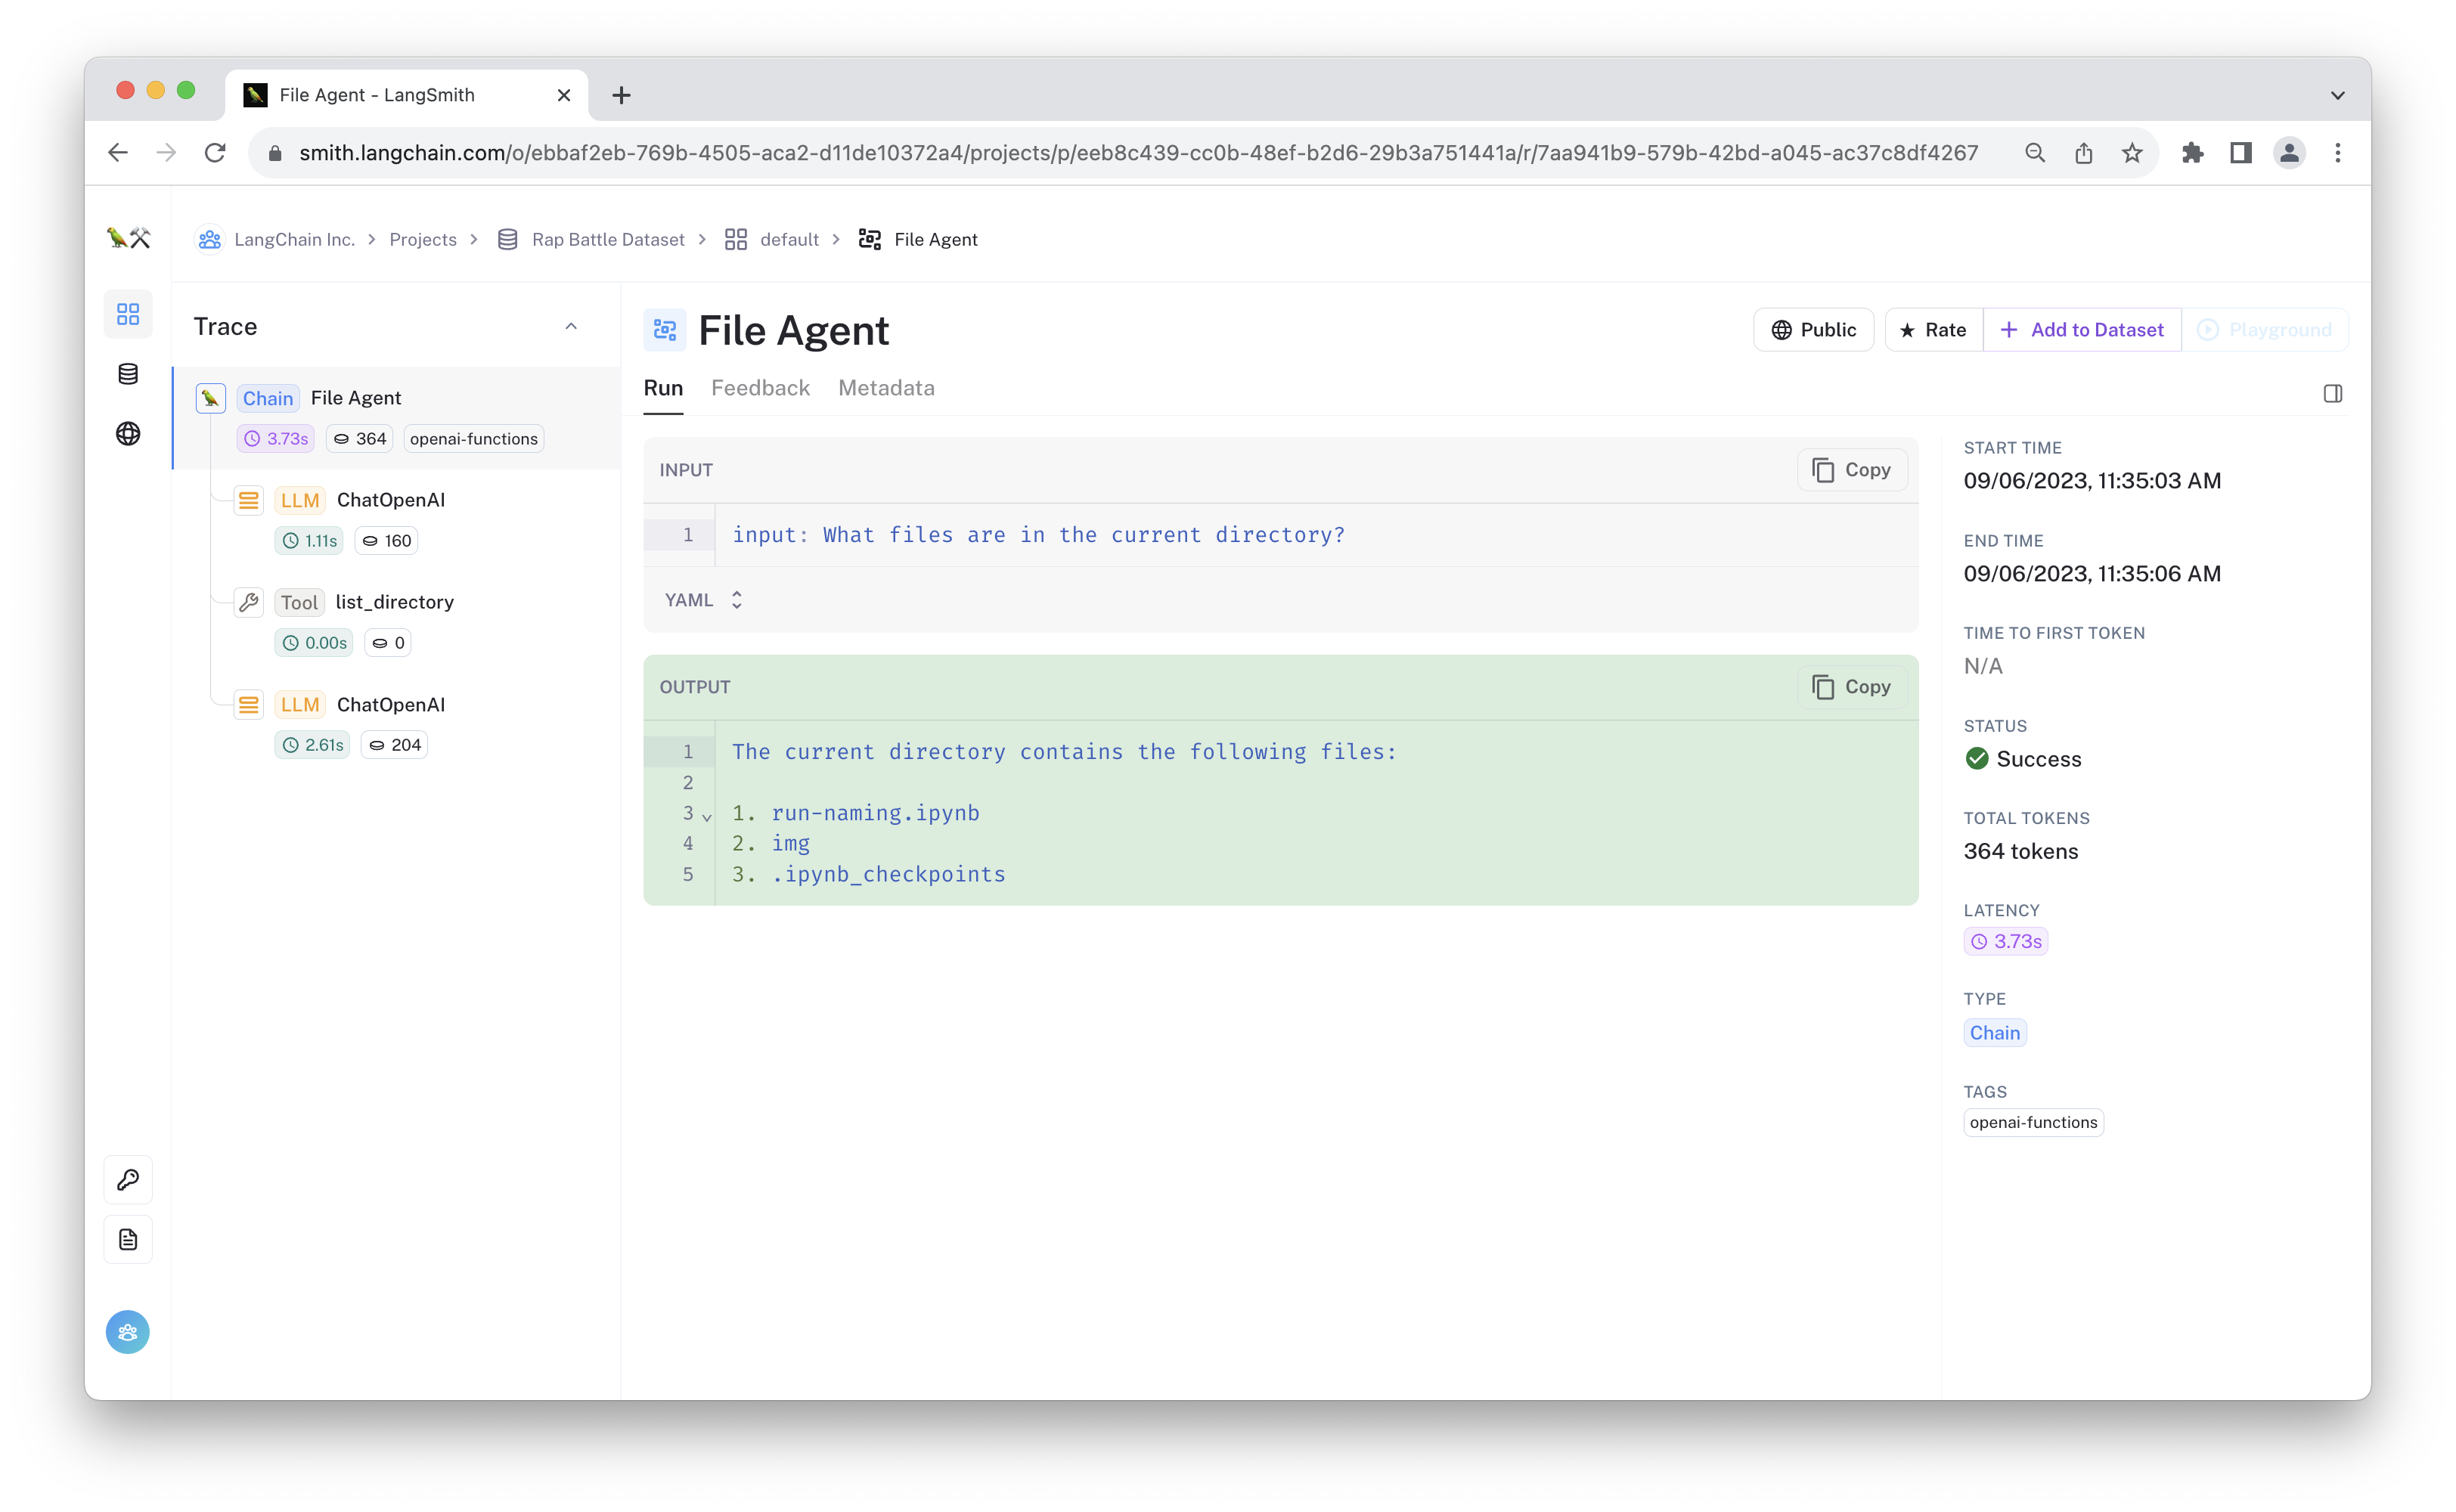 File Agent - LangSmith
smith.langchain.com/o/ebbaf2eb-769b-4505-aca2-d11de10372a4/projects/p/eeb8c439-cc0b-48ef-b2d6-29b3a751441a/r/7aa941b9-579b-42bd-a045-ac37c8df4267
LangChain Inc. > Projects > Rap Battle Dataset > default > File Agent
Trace
Chain File Agent
3.73s 364 openai-functions
LLM ChatOpenAI
1.11s 160
Tool list_directory
0.00s 0
LLM ChatOpenAI
2.61s 204
File Agent
Public Rate Add to Dataset Playground
Run Feedback Metadata
INPUT Copy
1 input: What files are in the current directory?
YAML
OUTPUT Copy
1 The current directory contains the following files:
2
3 1. run-naming.ipynb
4 2. img
5 3. .ipynb_checkpoints
START TIME
09/06/2023, 11:35:03 AM
END TIME
09/06/2023, 11:35:06 AM
TIME TO FIRST TOKEN
N/A
STATUS
Success
TOTAL TOKENS
364 tokens
LATENCY
3.73s
TYPE
Chain
TAGS
openai-functions